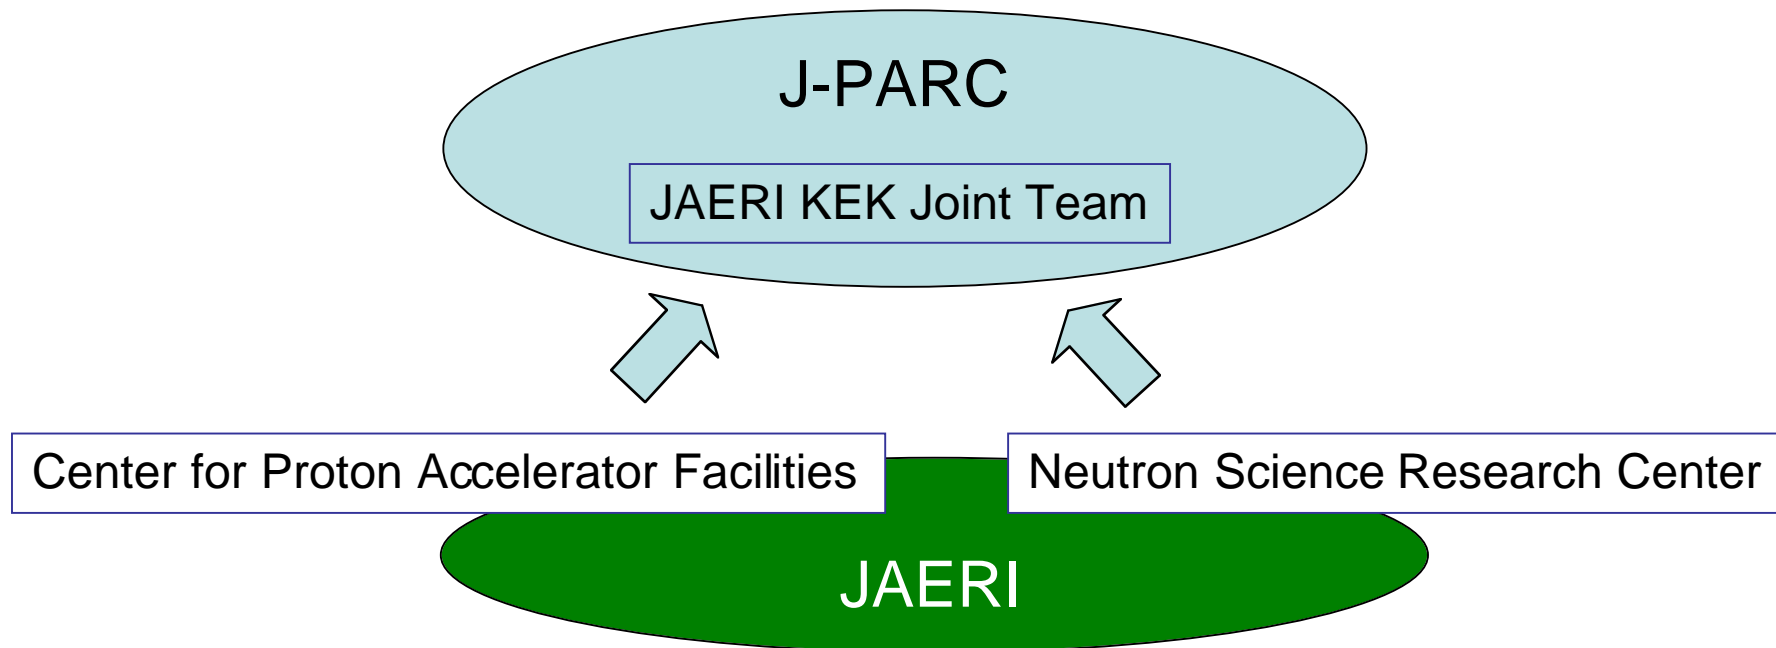 J-PARC
JAERI KEK Joint Team
Center for Proton Accelerator Facilities
Neutron Science Research Center
JAERI